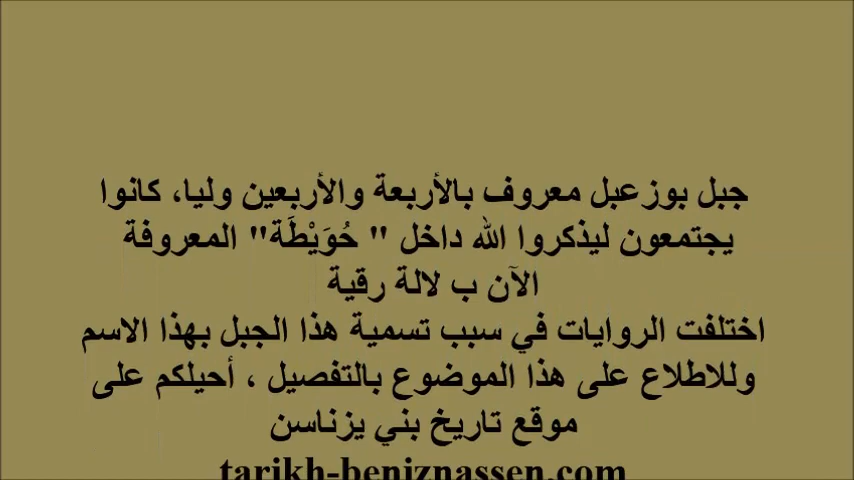 جبل بوزعبل معروف بالأربعة والأربعين وليا، كانوا
يجتمعون ليذكروا الله داخل " حُوَيْطَة" المعروفة
الآن ب لالة رقية
اختلفت الروايات في سبب تسمية هذا الجبل بهذا الاسم
وللاطلاع على هذا الموضوع بالتفصيل ، أحيلكم على
موقع تاريخ بني يزناسن
tarikh-beniznassen.com